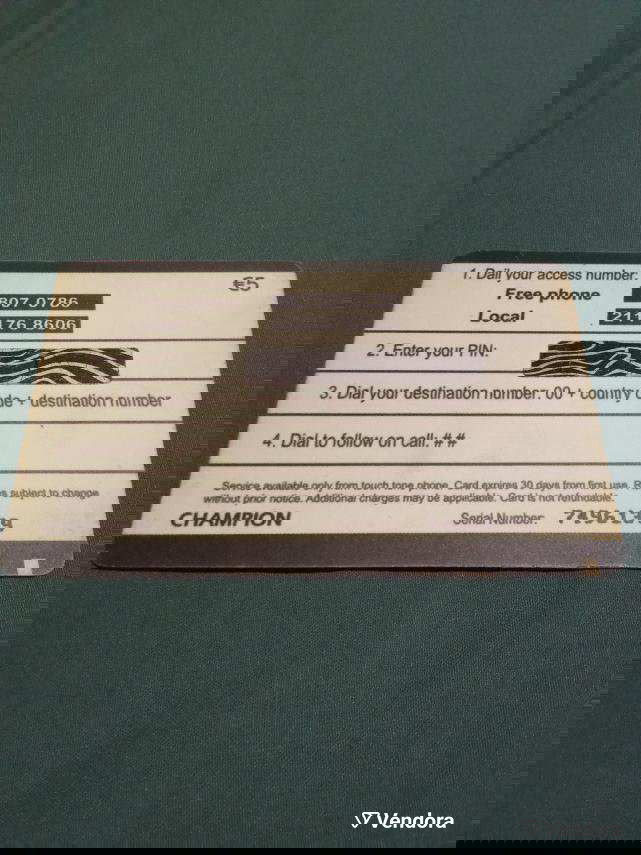 €5
1. Dail your access number:
Free phone
807 0786
Local
211 176 8606
2. Enter your PIN:
3. Dial your destination number: 00 + country code + destination number
4. Dial to follow on call: ##
Service available only from touch tone phone. Card expires 30 days from first use. subject to change
without prior notice. Additional charges may be applicable. Card is not refundable.
CHAMPION
Serial Number:
Vendora